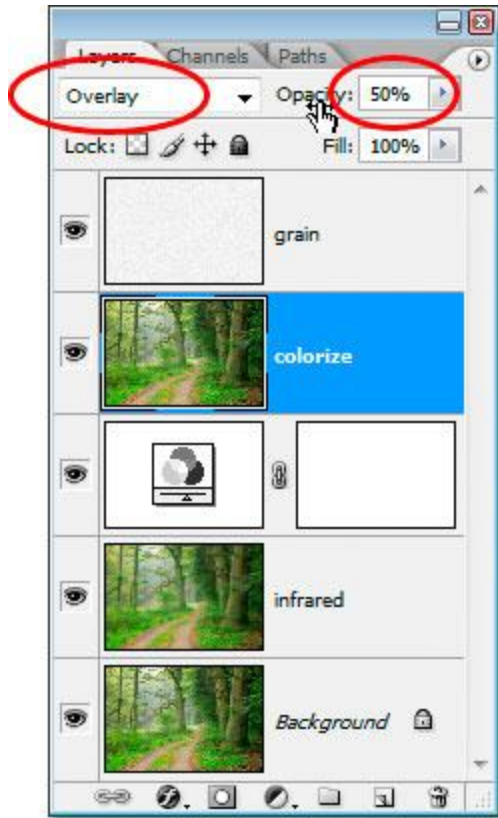 Layers Channels Paths
Overlay Opacity: 50%
Lock: Fill: 100%
grain
colorize
infrared
Background